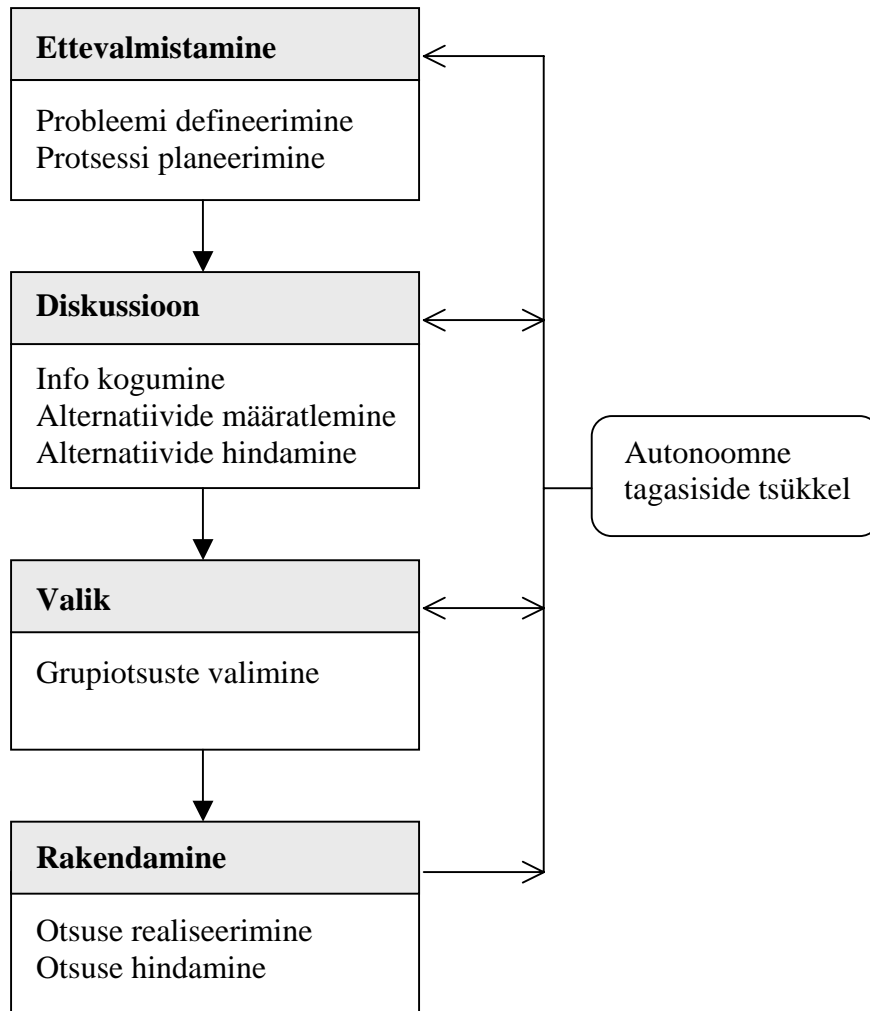 Ettevalmistamine
Probleemi defineerimine
Protsessi planeerimine
Diskussioon
Info kogumine
Alternatiivide määratlemine
Alternatiivide hindamine
Autonoomne
tagasiside tsükkel
Valik
Grupiotsuste valimine
Rakendamine
Otsuse realiseerimine
Otsuse hindamine